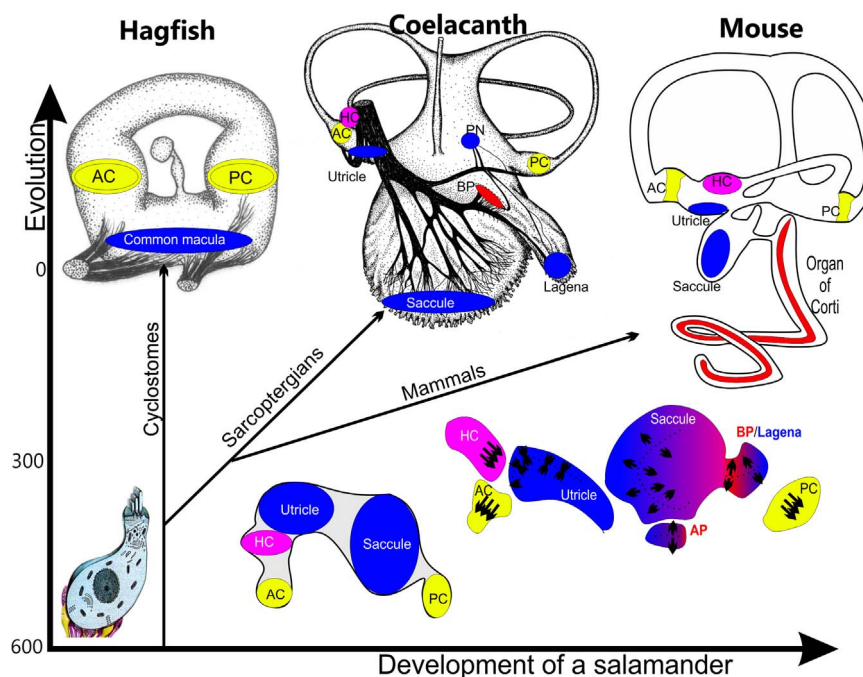 Hagfish
Coelacanth
Mouse
Evolution
0
300
600
AC
PC
Common macula
HC
AC
Utricle
PN
BP
PC
Saccule
Lagena
AC
HC
Utricle
PC
Saccule
Organ
of
Corti
Cyclostomes
Sarcoptergians
Mammals
Utricle
HC
AC
Saccule
PC
HC
AC
Utricle
Saccule
BP/Lagena
AP
PC
Development of a salamander